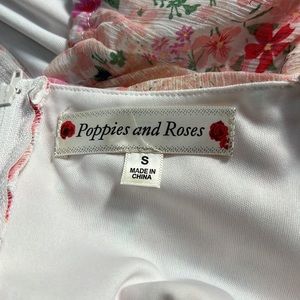 Poppies and Roses
S
MADE IN
CHINA